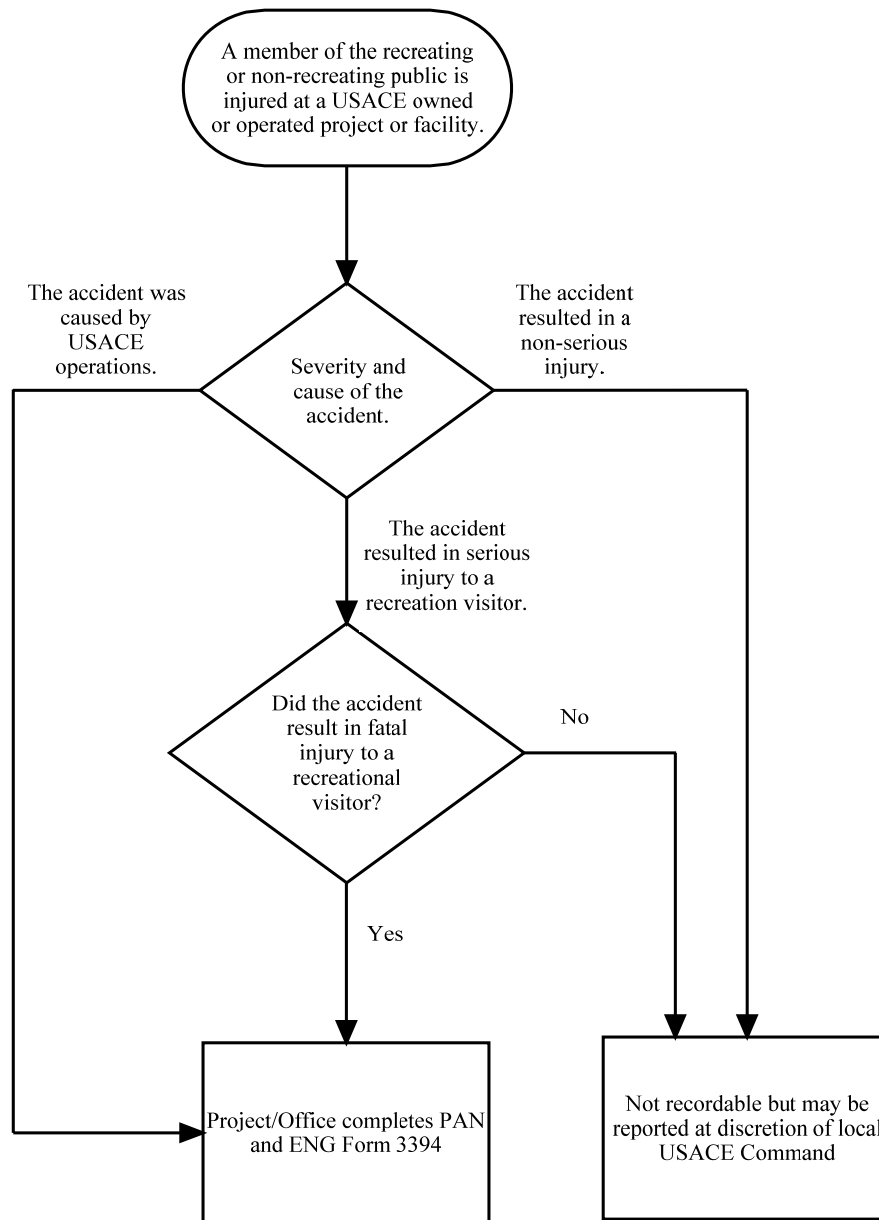 A member of the recreating
or non-recreating public is
injured at a USACE owned
or operated project or facility.
The accident was
caused by
USACE
operations.
The accident
resulted in a
non-serious
injury.
Severity and
cause of the
accident.
The accident
resulted in serious
injury to a
recreation visitor.
Did the accident
result in fatal
injury to a
recreational
visitor?
No
Yes
Project/Office completes PAN
and ENG Form 3394
Not recordable but may be
reported at discretion of local
USACE Command